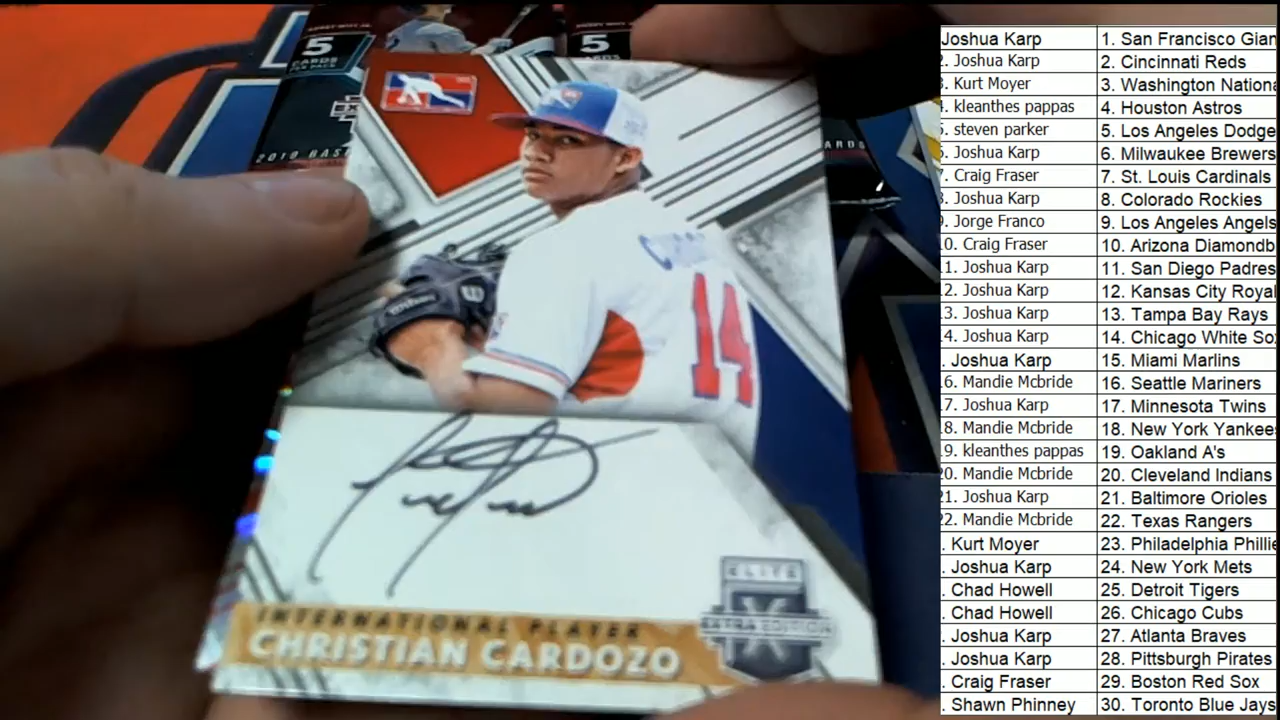 5
CARDS
PER PACK
5
2019 BAS
ARDS
Wilson
14
ELITE
EXTRA EDITION
INTERNATIONAL PLAYER
CHRISTIAN CARDOZO
Joshua Karp 1. San Francisco Gian
2. Joshua Karp 2. Cincinnati Reds
3. Kurt Moyer 3. Washington Nationa
4. kleanthes pappas 4. Houston Astros
5. steven parker 5. Los Angeles Dodge
6. Joshua Karp 6. Milwaukee Brewers
7. Craig Fraser 7. St. Louis Cardinals
8. Joshua Karp 8. Colorado Rockies
9. Jorge Franco 9. Los Angeles Angels
10. Craig Fraser 10. Arizona Diamondb
11. Joshua Karp 11. San Diego Padres
12. Joshua Karp 12. Kansas City Royal
13. Joshua Karp 13. Tampa Bay Rays
14. Joshua Karp 14. Chicago White So
. Joshua Karp 15. Miami Marlins
16. Mandie Mcbride 16. Seattle Mariners
17. Joshua Karp 17. Minnesota Twins
18. Mandie Mcbride 18. New York Yankee
19. kleanthes pappas 19. Oakland A's
20. Mandie Mcbride 20. Cleveland Indians
21. Joshua Karp 21. Baltimore Orioles
22. Mandie Mcbride 22. Texas Rangers
. Kurt Moyer 23. Philadelphia Phillie
. Joshua Karp 24. New York Mets
. Chad Howell 25. Detroit Tigers
. Chad Howell 26. Chicago Cubs
. Joshua Karp 27. Atlanta Braves
. Joshua Karp 28. Pittsburgh Pirates
. Craig Fraser 29. Boston Red Sox
. Shawn Phinney 30. Toronto Blue Jays